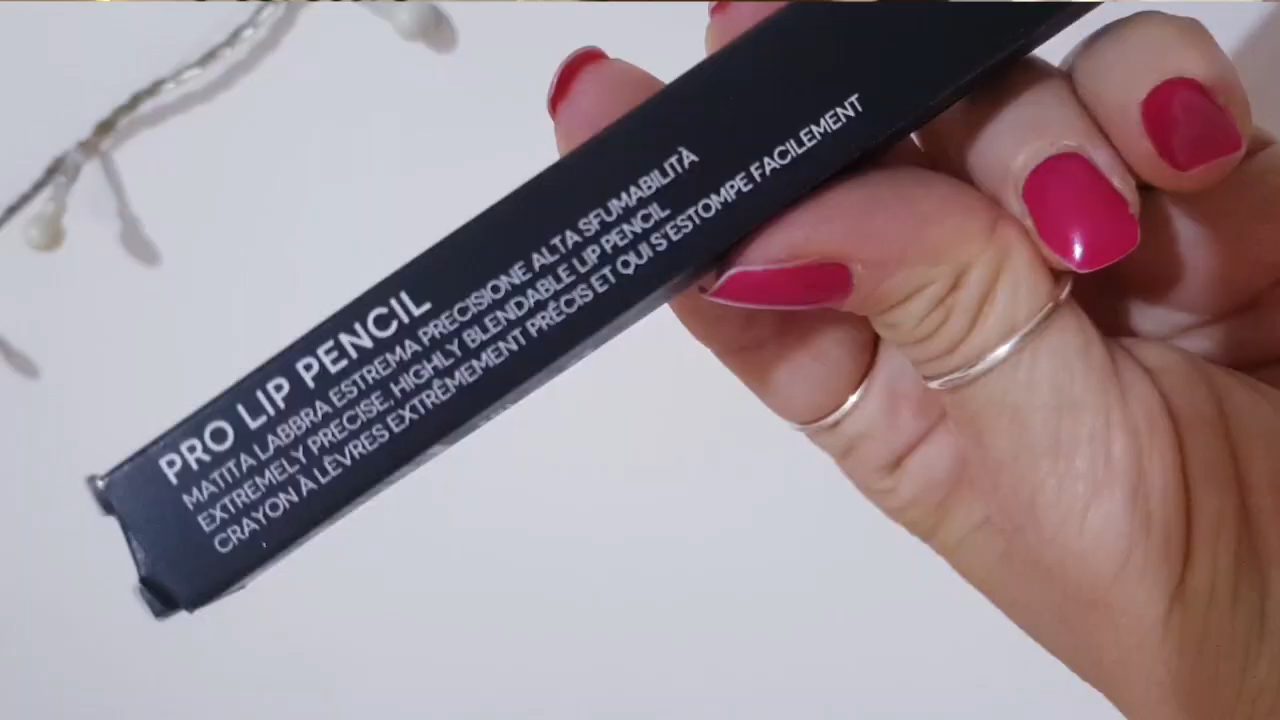 PRO LIP PENCIL
MATITA LABBRA ESTREMA PRECISIONE ALTA SFUMABILITÀ
EXTREMELY PRECISE, HIGHLY BLENDABLE LIP PENCIL
CRAYON À LÈVRES EXTRÊMEMENT PRÉCIS ET QUI S'ESTOMPE FACILEMENT